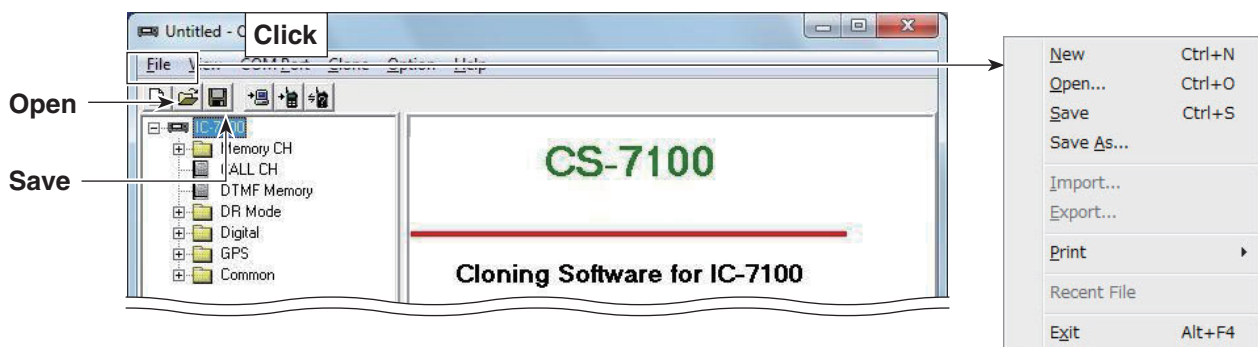 Untitled - C
Click
File View COM Port Clone Option Help
Open
Save
IC-7100
Memory CH
CALL CH
DTMF Memory
DR Mode
Digital
GPS
Common
CS-7100
Cloning Software for IC-7100
New Ctrl+N
Open... Ctrl+O
Save Ctrl+S
Save As...
Import...
Export...
Print
Recent File
Exit Alt+F4